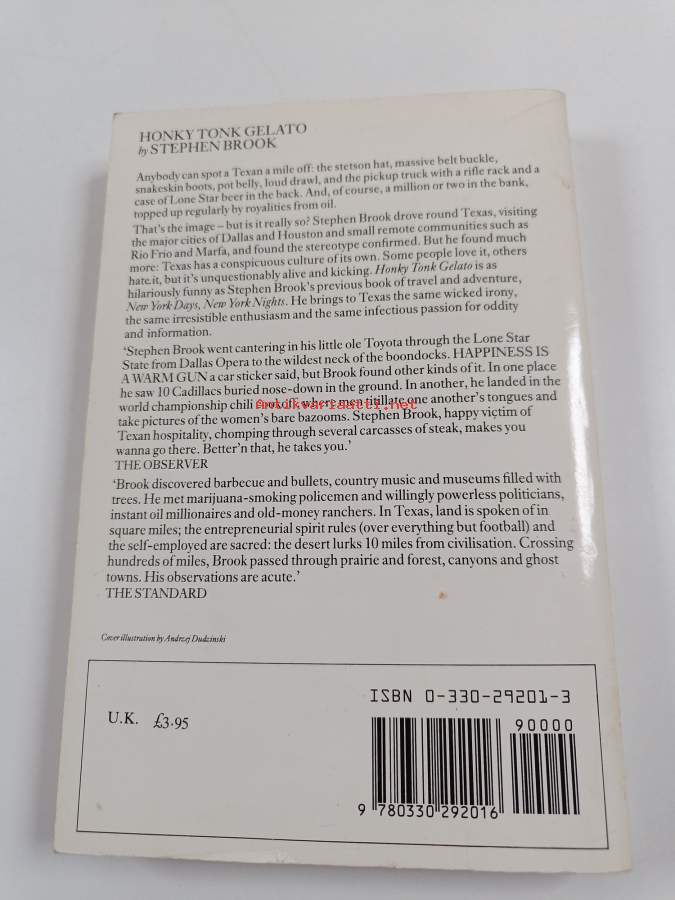 HONKY TONK GELATO
by STEPHEN BROOK
Anybody can spot a Texan a mile off: the stetson hat, massive belt buckle,
snakeskin boots, pot belly, loud drawl, and the pickup truck with a rifle rack and a
case of Lone Star beer in the back. And, of course, a million or two in the bank,
topped up regularly by royalities from oil.
That's the image – but is it really so? Stephen Brook drove round Texas, visiting
the major cities of Dallas and Houston and small remote communities such as
Rio Frio and Marfa, and found the stereotype confirmed. But he found much
more: Texas has a conspicuous culture of its own. Some people love it, others
hate it, but it's unquestionably alive and kicking. Honky Tonk Gelato is as
hilariously funny as Stephen Brook's previous book of travel and adventure,
New York Days, New York Nights. He brings to Texas the same wicked irony,
the same irresistible enthusiasm and the same infectious passion for oddity
and information.
'Stephen Brook went cantering in his little ole Toyota through the Lone Star
State from Dallas Opera to the wildest neck of the boondocks. HAPPINESS IS
A WARM GUN a car sticker said, but Brook found other kinds of it. In one place
he saw 10 Cadillacs buried nose-down in the ground. In another, he landed in the
world championship chili cook off, where men titillate one another's tongues and
antikvariaatti.net
take pictures of the women's bare bazooms. Stephen Brook, happy victim of
Texan hospitality, chomping through several carcasses of steak, makes you
wanna go there. Better'n that, he takes you.'
THE OBSERVER
'Brook discovered barbecue and bullets, country music and museums filled with
trees. He met marijuana-smoking policemen and willingly powerless politicians,
instant oil millionaires and old-money ranchers. In Texas, land is spoken of in
square miles; the entrepreneurial spirit rules (over everything but football) and
the self-employed are sacred: the desert lurks 10 miles from civilisation. Crossing
hundreds of miles, Brook passed through prairie and forest, canyons and ghost
towns. His observations are acute.'
THE STANDARD
Cover illustration by Andrzej Dudzinski
ISBN 0-330-29201-3
U.K. £3.95
90000
9 780330 292016